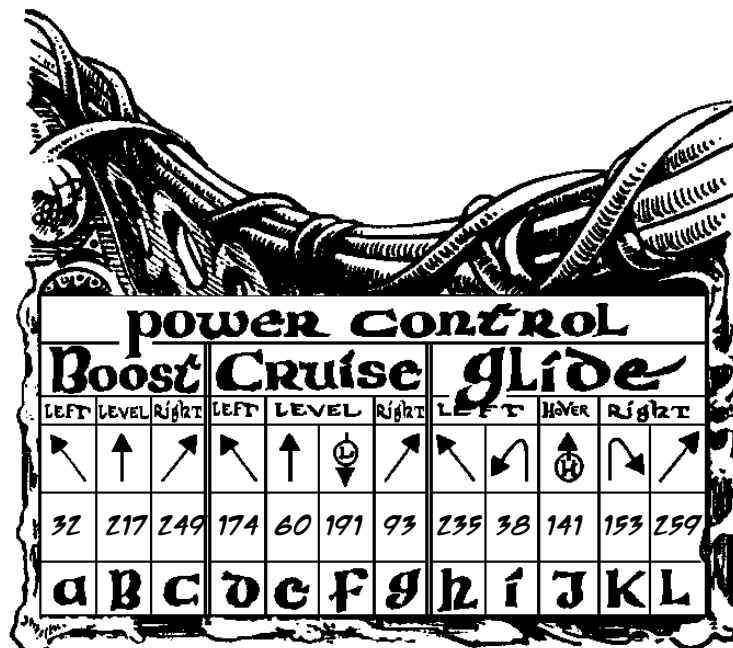 POWER CONTROL
Boost Cruise Glide
LEFT LEVEL Right LEFT LEVEL Right LEFT HOVER Right
L H
32 217 249 174 60 191 93 235 38 141 153 259
a B C D e F g h i J K L